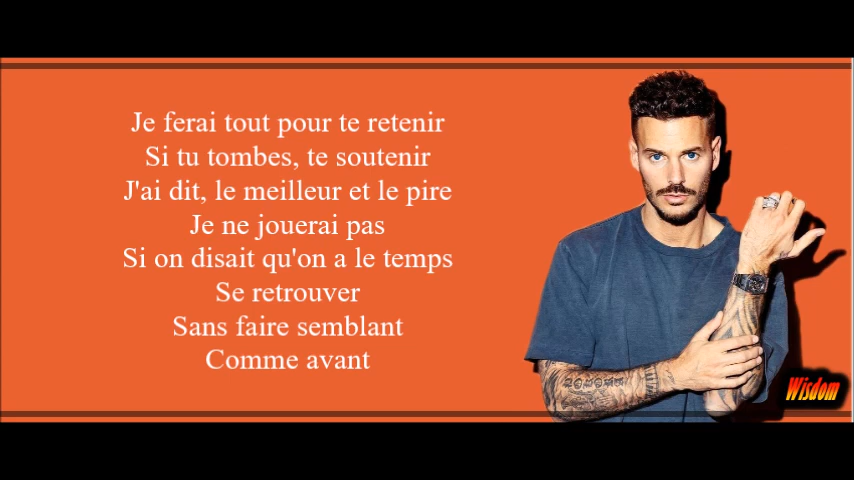 Je ferai tout pour te retenir
Si tu tombes, te soutenir
J'ai dit, le meilleur et le pire
Je ne jouerai pas
Si on disait qu'on a le temps
Se retrouver
Sans faire semblant
Comme avant
Wisdom